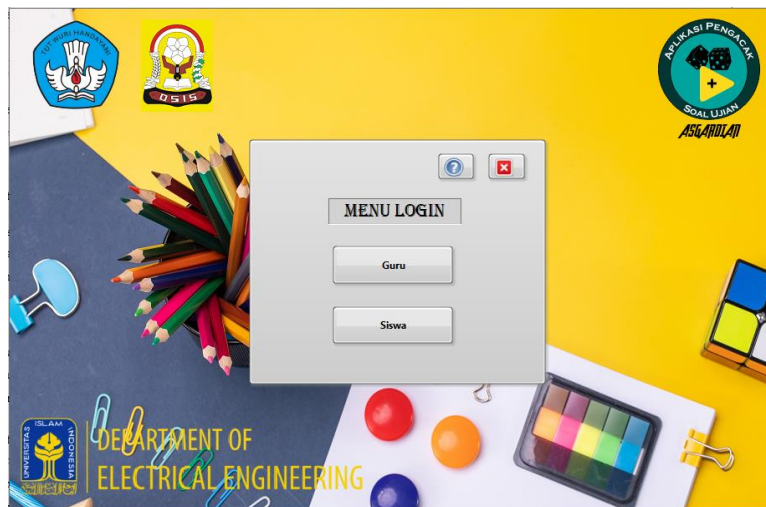 TUT WURI HANDAYANI
OSIS
APLIKASI PENGACAK
SOAL UJIAN
ASGARDIAN
MENU LOGIN
Guru
Siswa
UNIVERSITAS
ISLAM
INDONESIA
DEPARTMENT OF
ELECTRICAL ENGINEERING